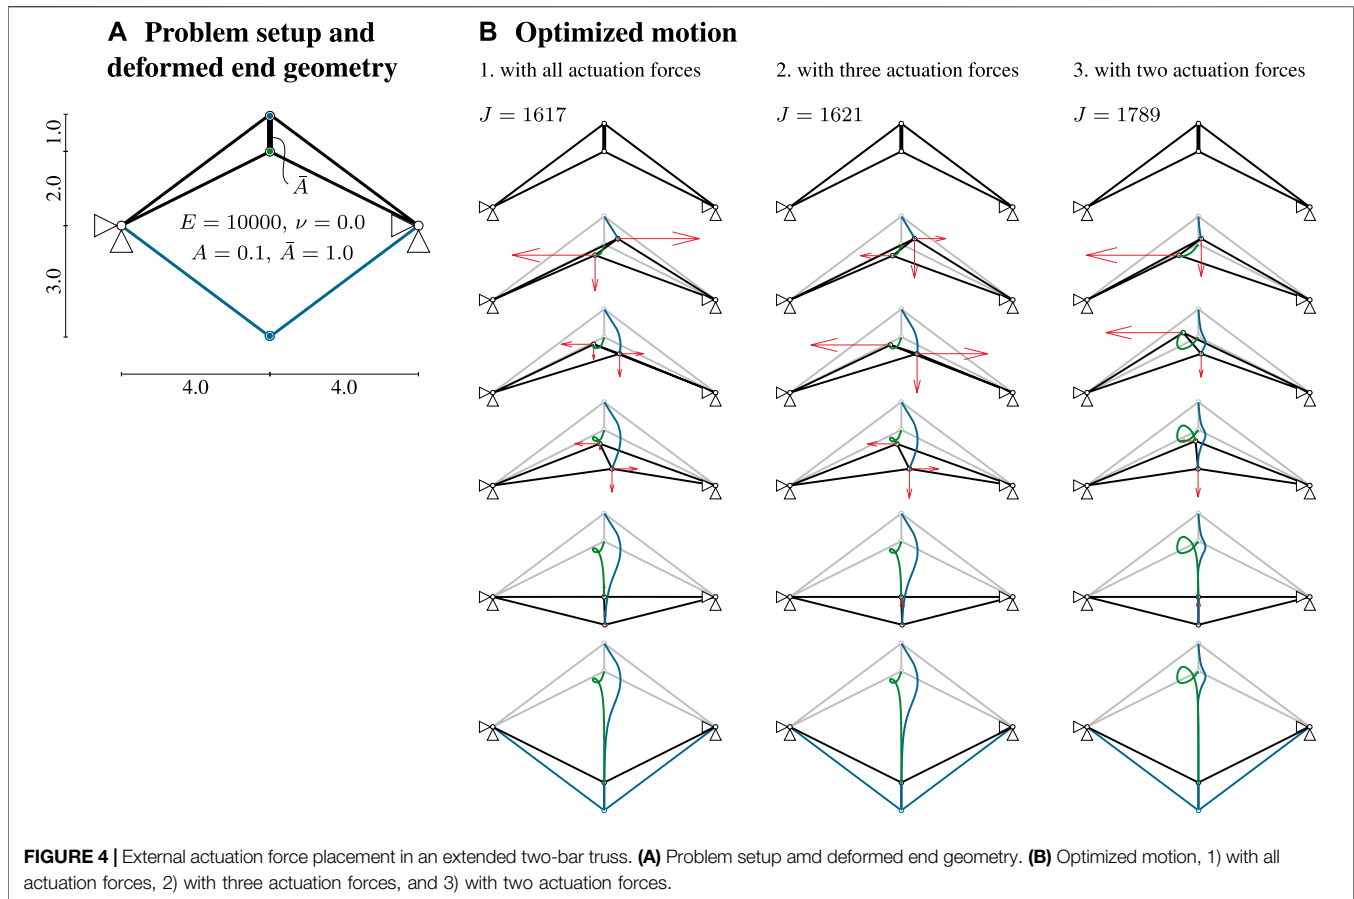 A Problem setup and
deformed end geometry
1.0
2.0
3.0
Ā
E = 10000, ν = 0.0
A = 0.1, Ā = 1.0
4.0
4.0
B Optimized motion
1. with all actuation forces
J = 1617
2. with three actuation forces
J = 1621
3. with two actuation forces
J = 1789
FIGURE 4 | External actuation force placement in an extended two-bar truss. (A) Problem setup amd deformed end geometry. (B) Optimized motion, 1) with all
actuation forces, 2) with three actuation forces, and 3) with two actuation forces.